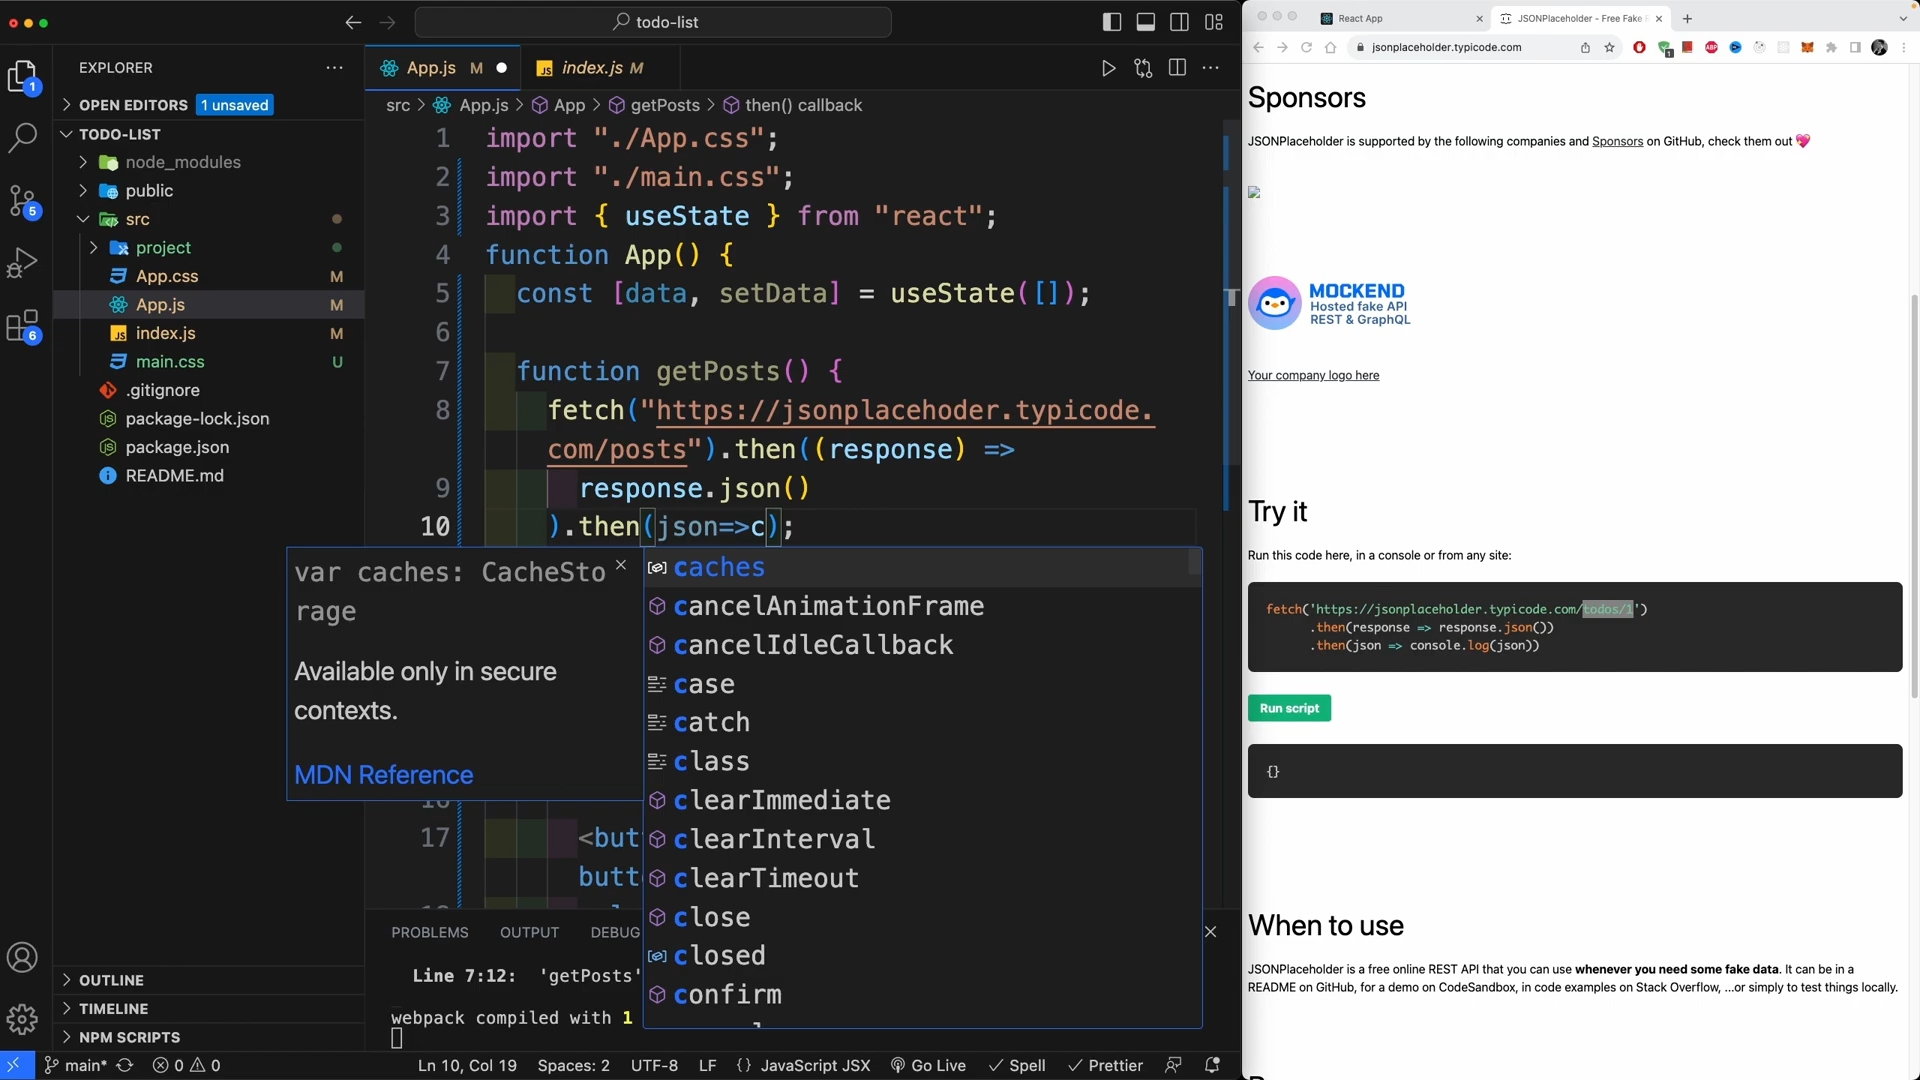 todo-list
EXPLORER
OPEN EDITORS 1 unsaved
TODO-LIST
node_modules
public
src
project
App.css M
App.js M
index.js M
main.css U
.gitignore
package-lock.json
package.json
README.md
OUTLINE
TIMELINE
NPM SCRIPTS
1
5
6
App.js M
index.js M
src > App.js > App > getPosts > then() callback
1 import "./App.css";
2 import "./main.css";
3 import { useState } from "react";
4 function App() {
5 const [data, setData] = useState([]);
6
7 function getPosts() {
8 fetch("https://jsonplacehoder.typicode.
com/posts").then((response) =>
9 response.json()
10 ).then(json=>c);
var caches: CacheSto
rage
Available only in secure
contexts.
MDN Reference
caches
cancelAnimationFrame
cancelIdleCallback
case
catch
class
clearImmediate
clearInterval
clearTimeout
close
closed
confirm
17 <but
butt
PROBLEMS OUTPUT DEBUG
Line 7:12: 'getPosts'
webpack compiled with 1
main* 0 0 Ln 10, Col 19 Spaces: 2 UTF-8 LF {} JavaScript JSX Go Live Spell Prettier
React App
JSONPlaceholder - Free Fake
jsonplaceholder.typicode.com
Sponsors
JSONPlaceholder is supported by the following companies and Sponsors on GitHub, check them out 💖
MOCKEND
Hosted fake API
REST & GraphQL
Your company logo here
Try it
Run this code here, in a console or from any site:
fetch('https://jsonplaceholder.typicode.com/todos/1')
.then(response => response.json())
.then(json => console.log(json))
Run script
{}
When to use
JSONPlaceholder is a free online REST API that you can use whenever you need some fake data. It can be in a
README on GitHub, for a demo on CodeSandbox, in code examples on Stack Overflow, ...or simply to test things locally.